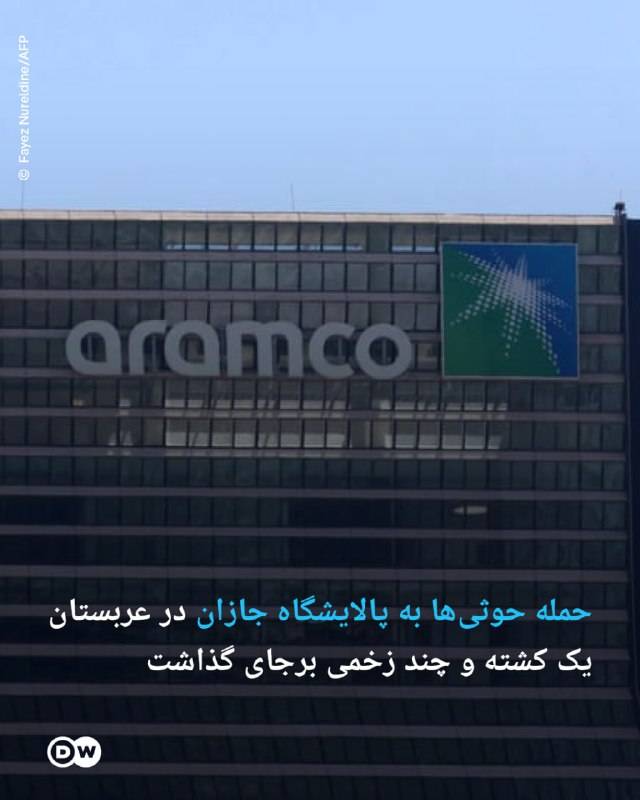 © Fayez Nureldine/AFP
aramco
حمله حوثی‌ها به پالایشگاه جازان در عربستان
یک کشته و چند زخمی برجای گذاشت
DW